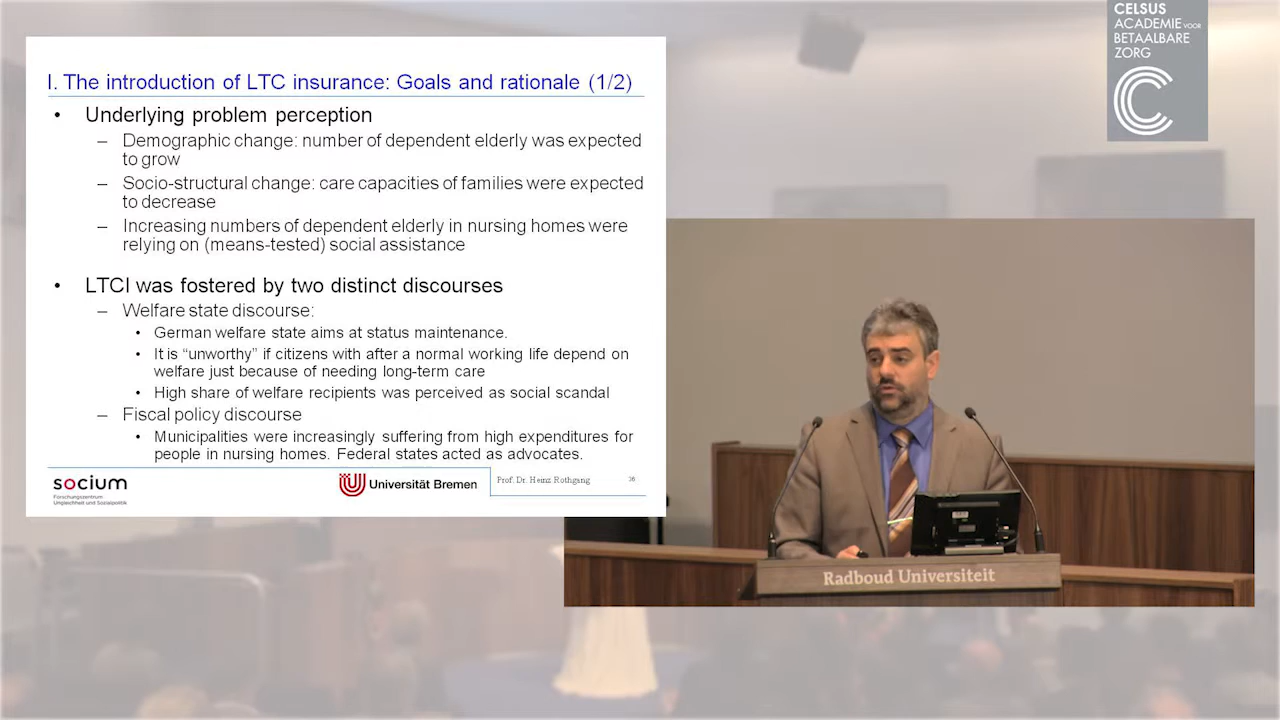 CELSUS
ACADEMIE VOOR
BETAALBARE
ZORG
I. The introduction of LTC insurance: Goals and rationale (1/2)
• Underlying problem perception
– Demographic change: number of dependent elderly was expected
to grow
– Socio-structural change: care capacities of families were expected
to decrease
– Increasing numbers of dependent elderly in nursing homes were
relying on (means-tested) social assistance
• LTCI was fostered by two distinct discourses
– Welfare state discourse:
• German welfare state aims at status maintenance.
• It is “unworthy” if citizens with after a normal working life depend on
welfare just because of needing long-term care
• High share of welfare recipients was perceived as social scandal
– Fiscal policy discourse
• Municipalities were increasingly suffering from high expenditures for
people in nursing homes. Federal states acted as advocates.
socium
Forschungszentrum
Ungleichheit und Sozialpolitik
Universität Bremen
Prof. Dr. Heinz Rothgang
36
Radboud Universiteit